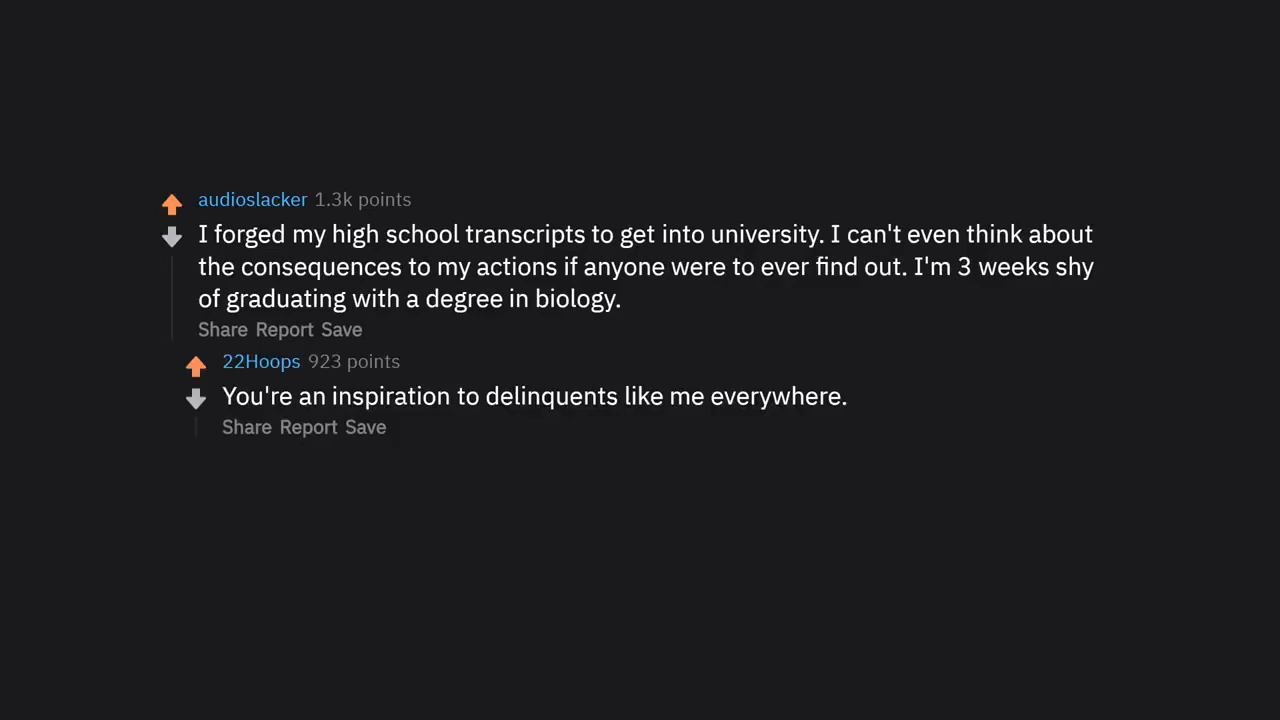 audioslacker 1.3k points
I forged my high school transcripts to get into university. I can't even think about
the consequences to my actions if anyone were to ever find out. I'm 3 weeks shy
of graduating with a degree in biology.
Share Report Save
22Hoops 923 points
You're an inspiration to delinquents like me everywhere.
Share Report Save